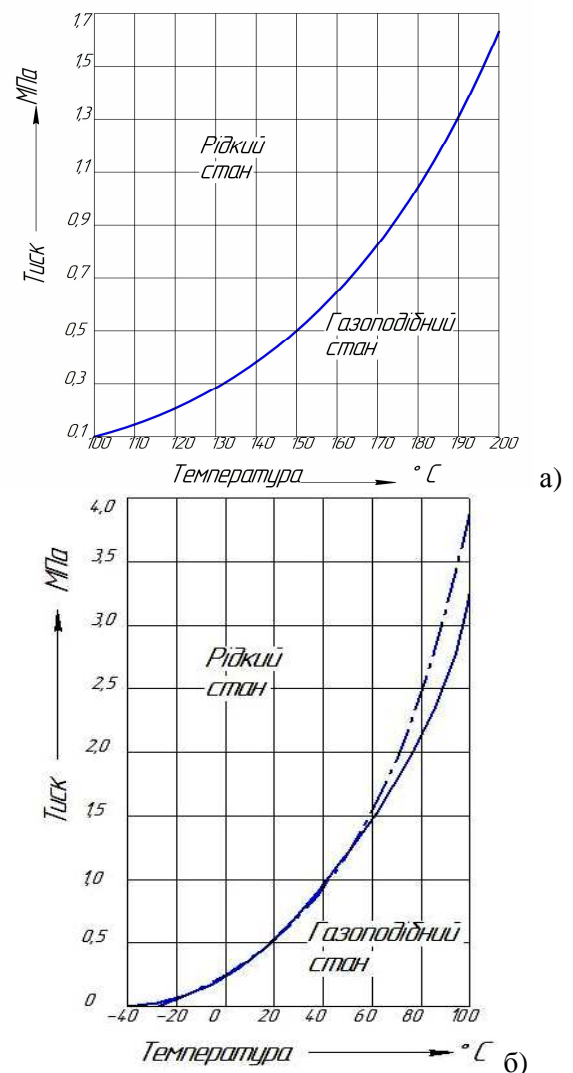 1,7
1,5
1,3
1,1
0,9
0,7
0,5
0,3
0,1
МПа
Тиск
Рідкий
стан
Газоподібний
стан
100 110 120 130 140 150 160 170 180 190 200
Температура ° С
а)
4,0
3,5
3,0
2,5
2,0
1,5
1,0
0,5
0
МПа
Тиск
Рідкий
стан
Газоподібний
стан
-40 -20 0 20 40 60 80 100
Температура ° С
б)